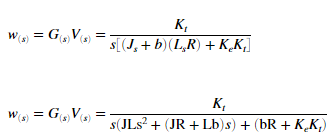 w(s) = G(s)V(s) = Kt / s[(Js + b)(LsR) + KeKt]
w(s) = G(s)V(s) = Kt / s(JLs² + (JR + Lb)s) + (bR + KeKt)